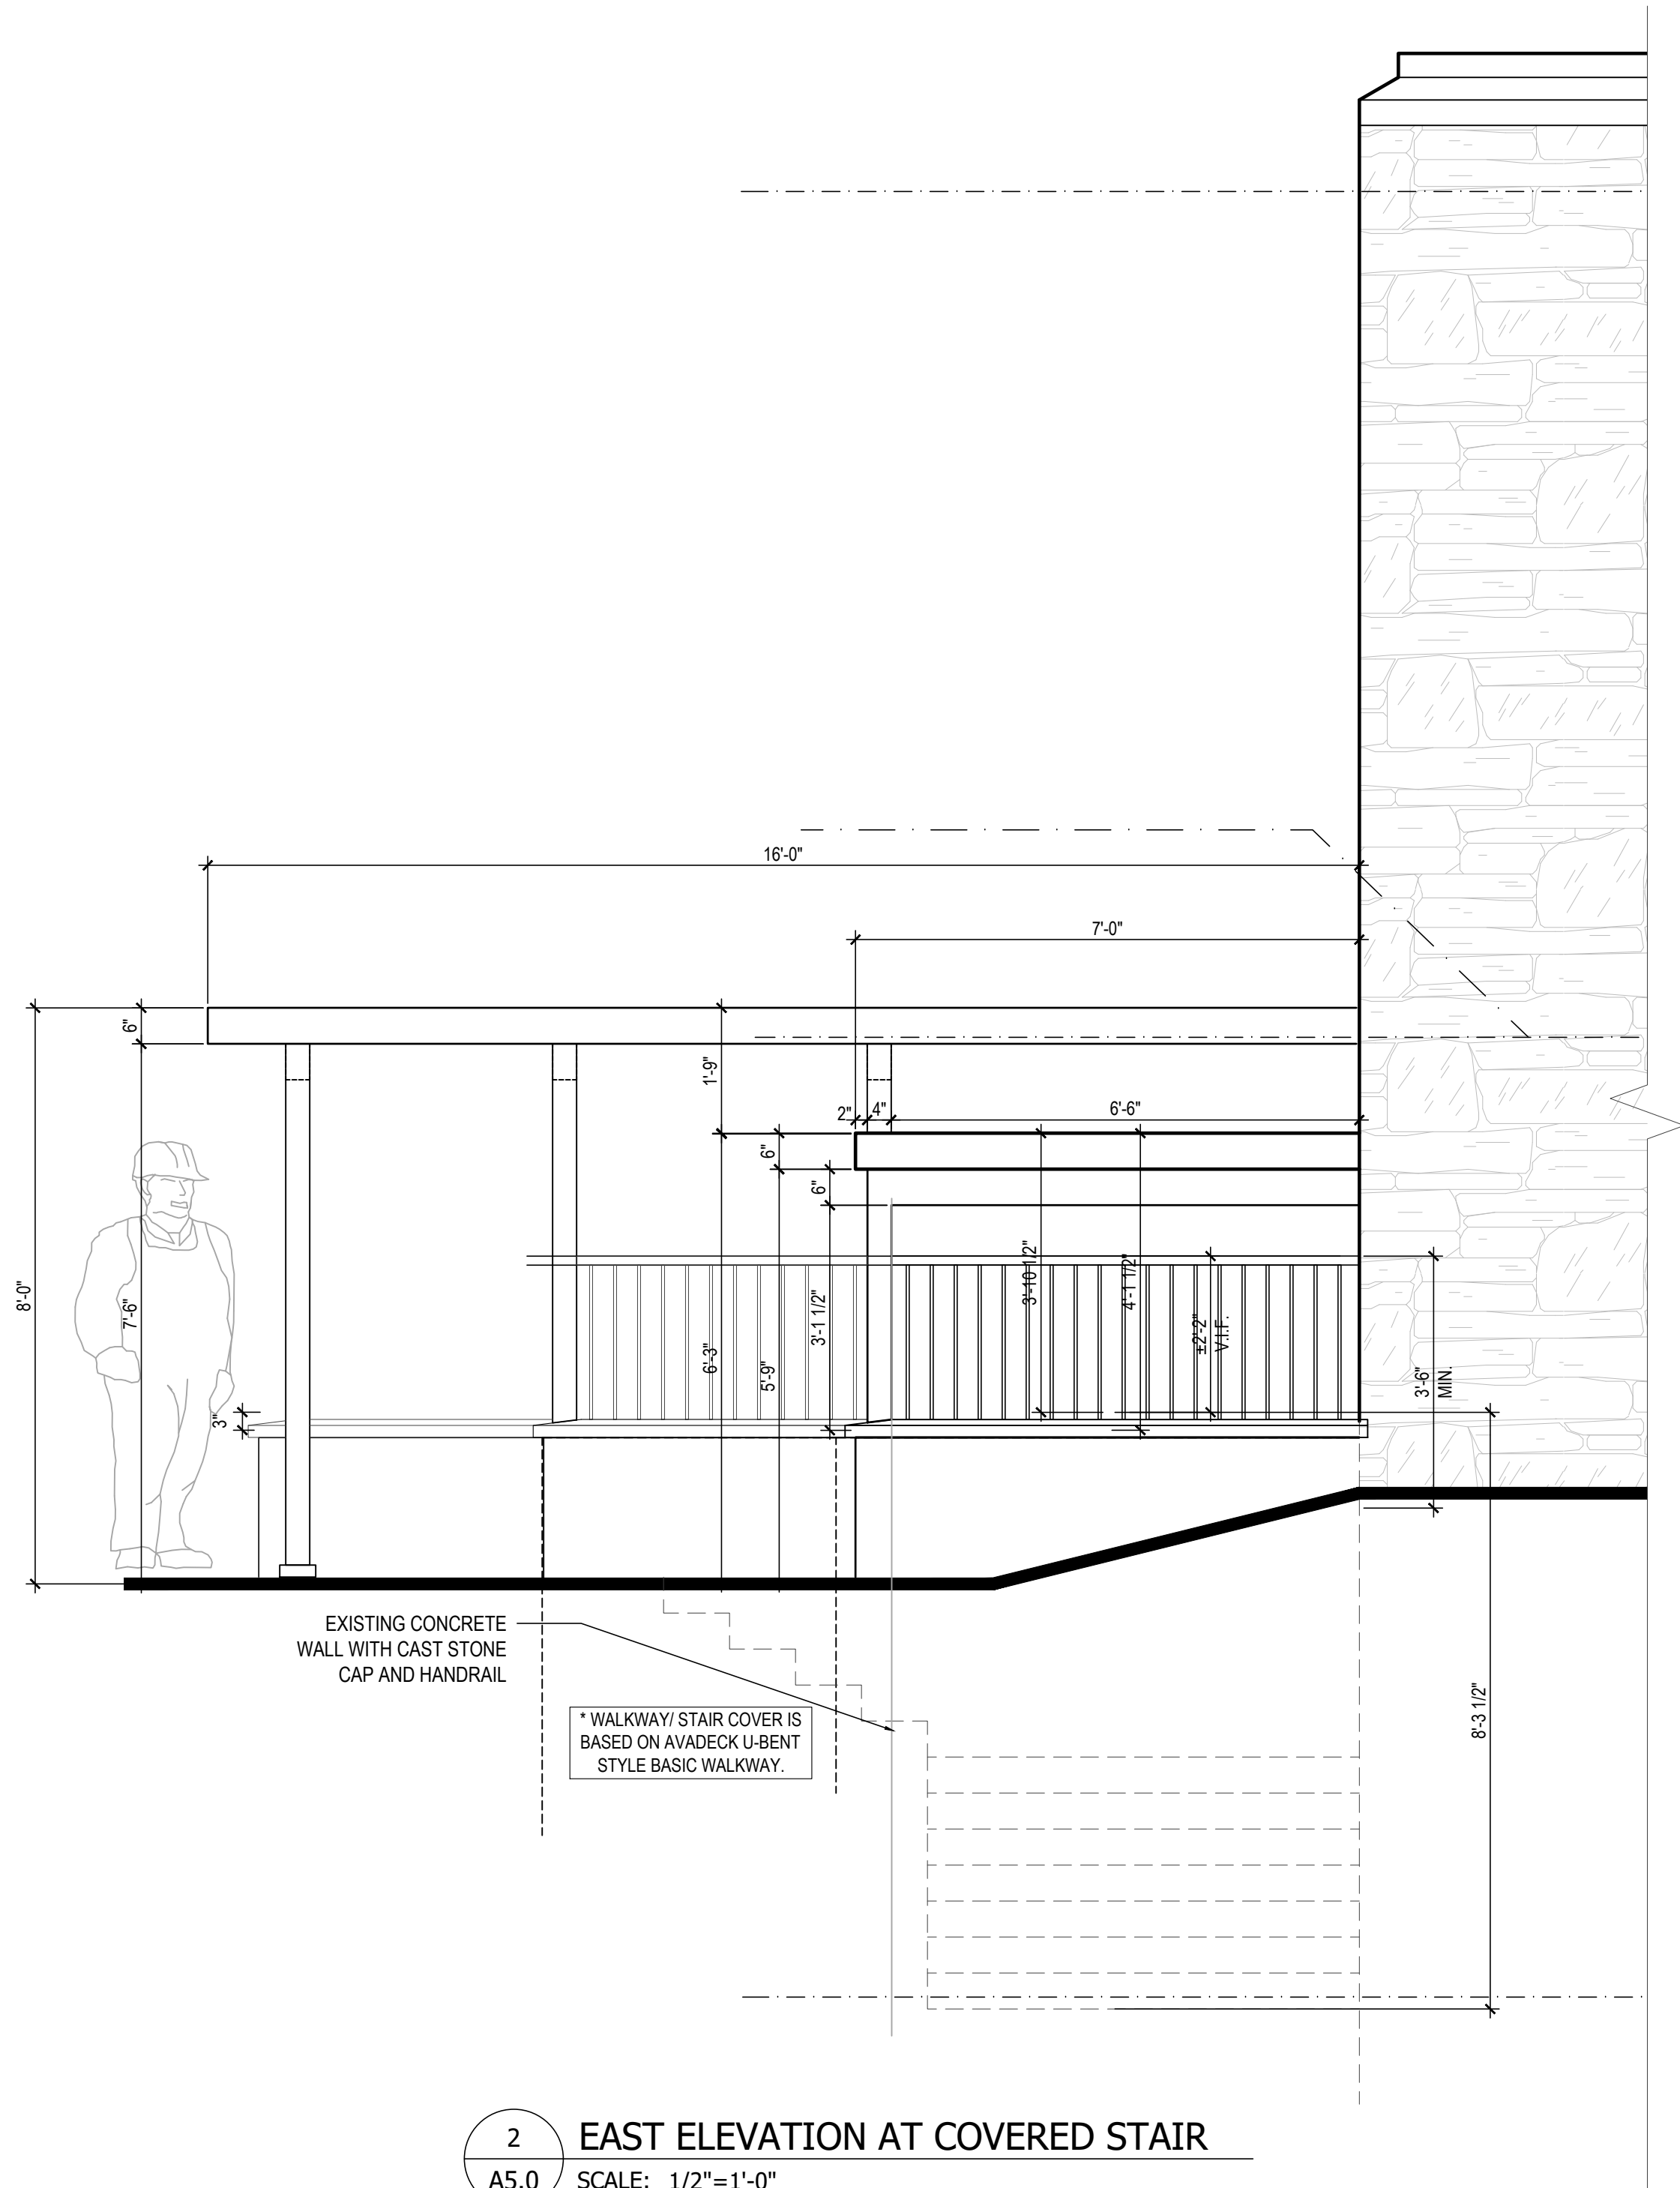 16'-0"
7'-0"
6"
1'-9"
2"
4"
6'-6"
6"
6"
8'-0"
7'-6"
3'-10 1/2"
4'-1 1/2"
3'-1 1/2"
±2'-2"
V.I.F.
6'-3"
5'-9"
3'-6"
MIN.
3"
EXISTING CONCRETE
WALL WITH CAST STONE
CAP AND HANDRAIL
* WALKWAY/ STAIR COVER IS
BASED ON AVADECK U-BENT
STYLE BASIC WALKWAY.
8'-3 1/2"
2
EAST ELEVATION AT COVERED STAIR
A5.0
SCALE: 1/2"=1'-0"